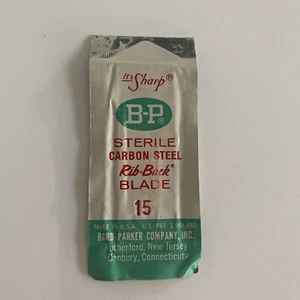 It's Sharp®
B-P®
STERILE
CARBON STEEL
Rib-Back®
BLADE
15
MADE IN U.S.A. U.S. PAT.
BARD-PARKER COMPANY, INC.
Rutherford, New Jersey
Danbury, Connecticut